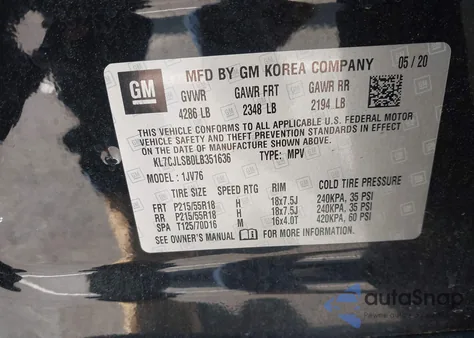 GM
MFD BY GM KOREA COMPANY 05/20
GVWR GAWR FRT GAWR RR
4286 LB 2348 LB 2194 LB
THIS VEHICLE CONFORMS TO ALL APPLICABLE U.S. FEDERAL MOTOR
VEHICLE SAFETY, BUMPER, AND THEFT PREVENTION STANDARDS
IN EFFECT ON THE DATE OF MANUFACTURE SHOWN ABOVE.
KL7CJLSB0LB351636 TYPE: MPV
MODEL: 1JV76
TIRE SIZE SPEED RTG RIM COLD TIRE PRESSURE
FRT P215/55R18 H 18x7.5J 240KPA, 35 PSI
RR P215/55R18 H 18x7.5J 240KPA, 35 PSI
SPA T125/70D16 M 16x4.0T 420KPA, 60 PSI
SEE OWNER'S MANUAL FOR MORE INFORMATION
autoSnap